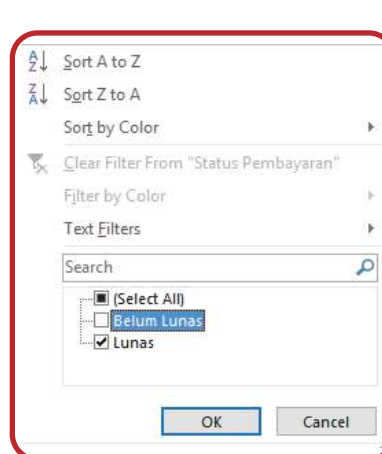 Sort A to Z
Sort Z to A
Sort by Color
Clear Filter From "Status Pembayaran"
Filter by Color
Text Filters
Search
(Select All)
Belum Lunas
Lunas
OK Cancel